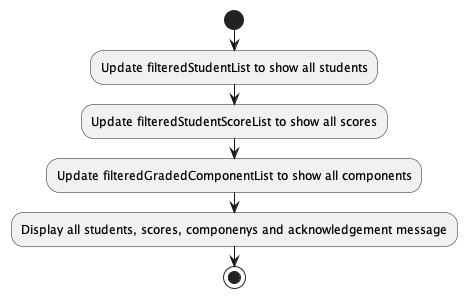 Update filteredStudentList to show all students
Update filteredStudentScoreList to show all scores
Update filteredGradedComponentList to show all components
Display all students, scores, componenys and acknowledgement message